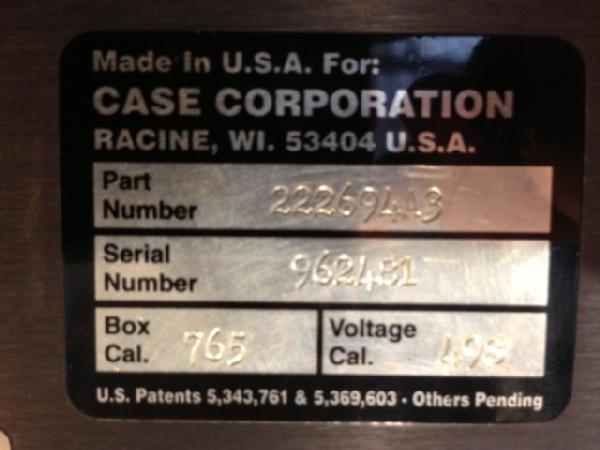 Made In U.S.A. For:
CASE CORPORATION
RACINE, WI. 53404 U.S.A.
Part
Number 222694A3
Serial
Number 962481
Box
Cal. 765
Voltage
Cal.
U.S. Patents 5,343,761 & 5,369,603 · Others Pending